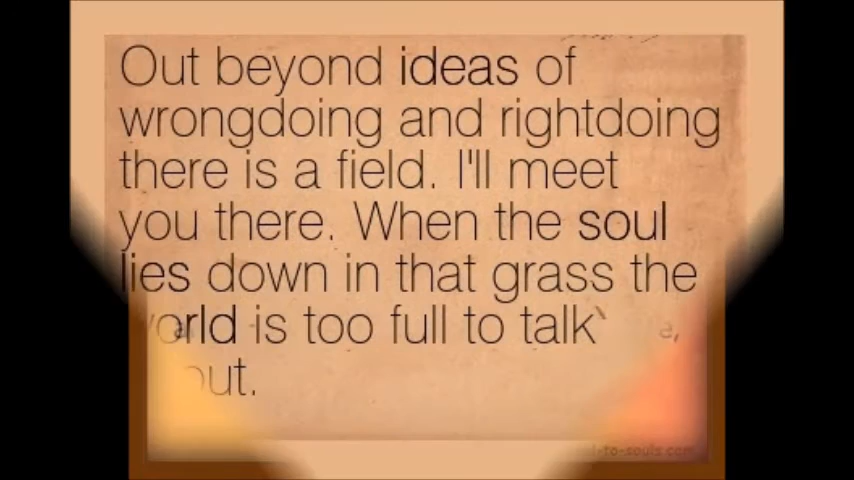 Out beyond ideas of
wrongdoing and rightdoing
there is a field. I'll meet
you there. When the soul
lies down in that grass the
world is too full to talk